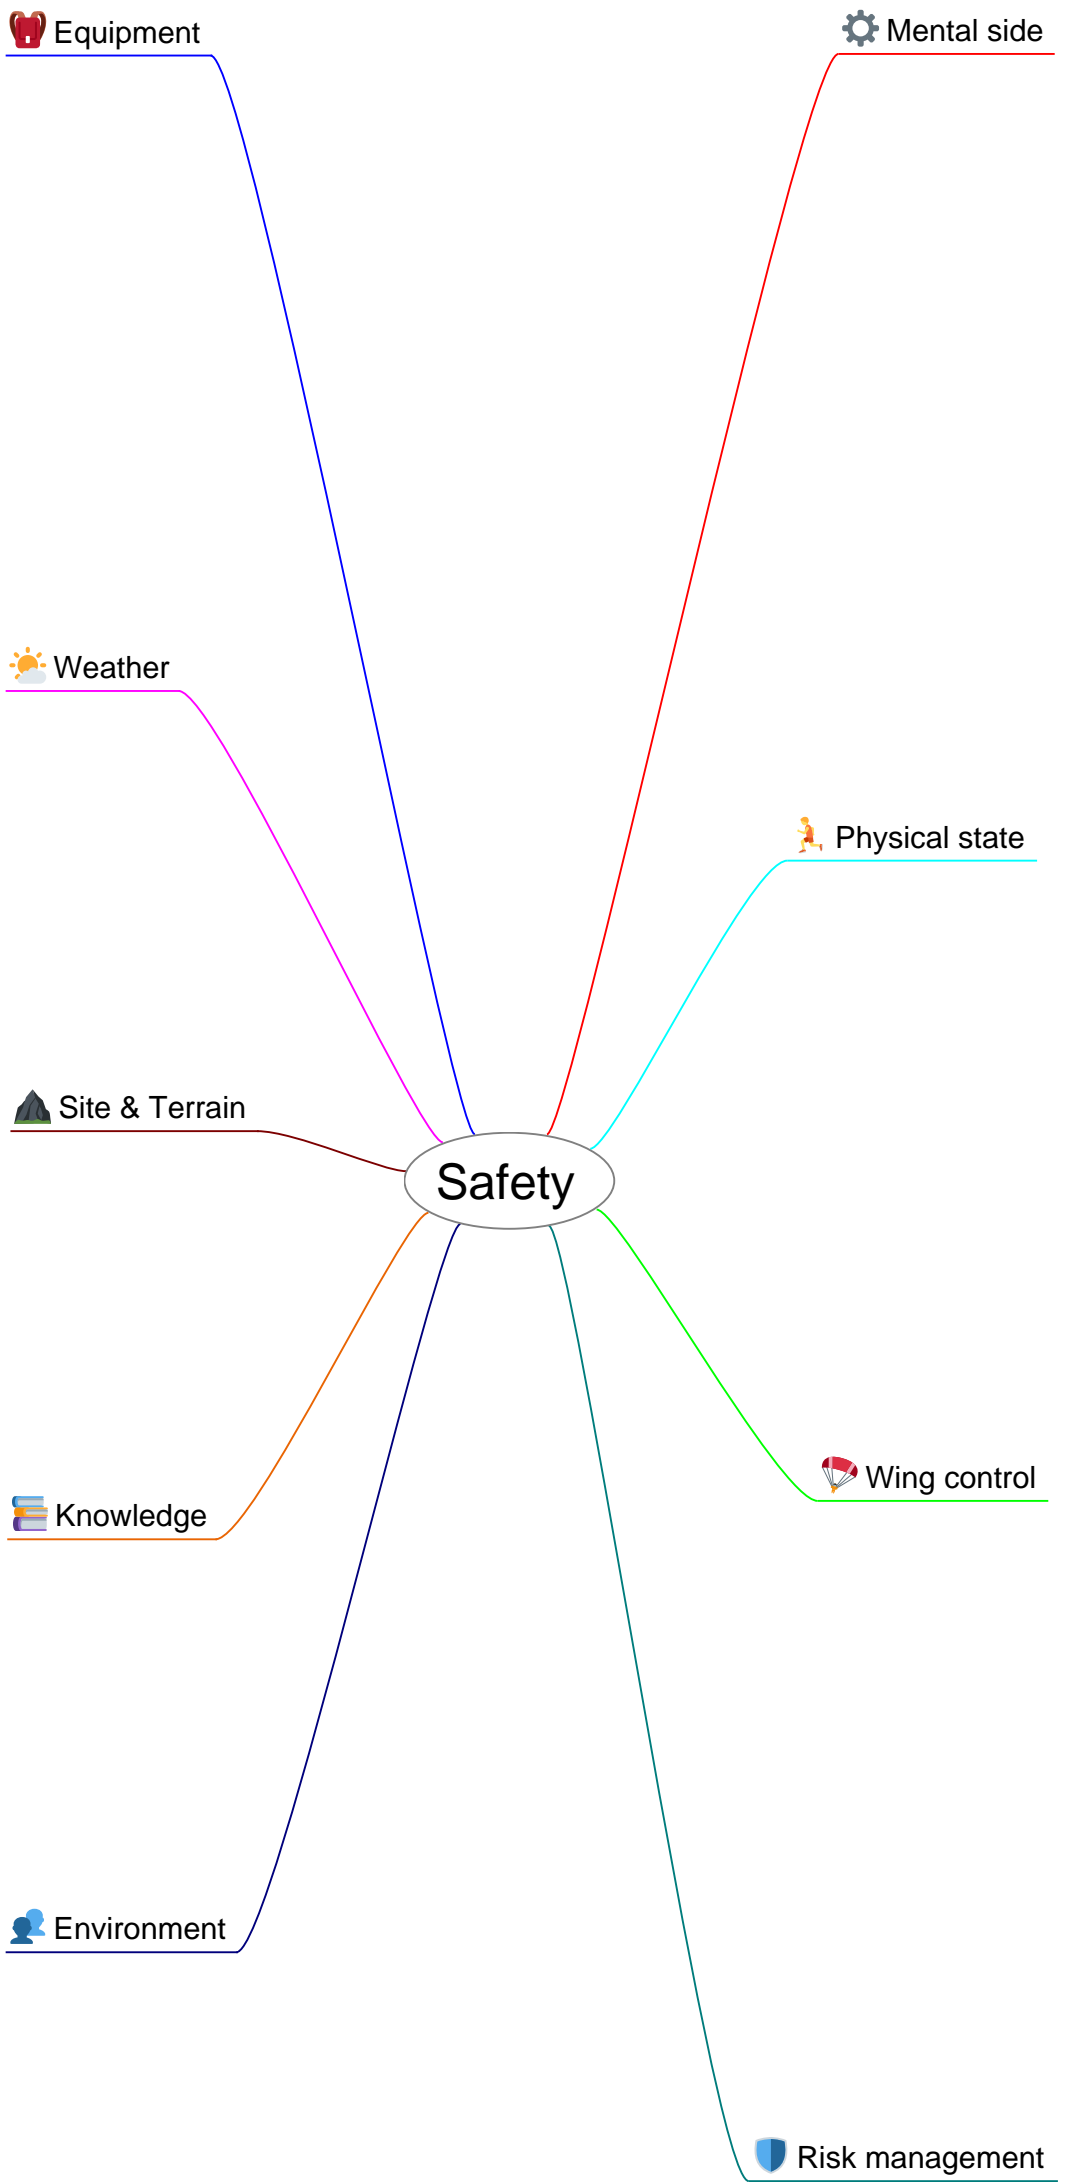 Equipment
Mental side
Weather
Physical state
Site & Terrain
Safety
Wing control
Knowledge
Environment
Risk management